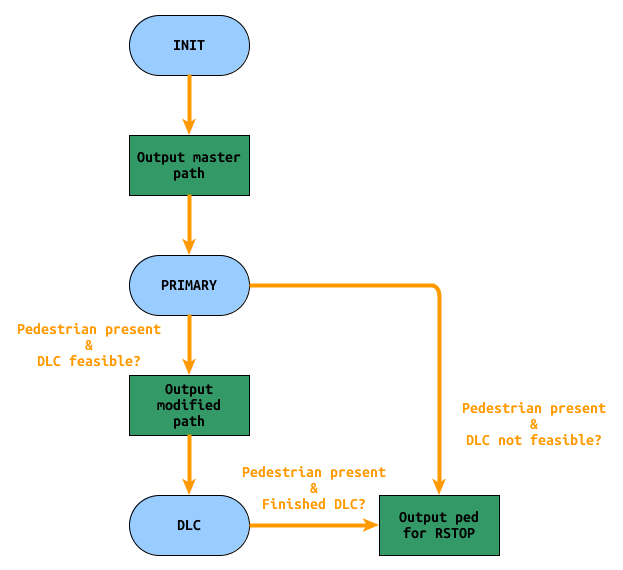 INIT
Output master
path
PRIMARY
Pedestrian present
&
DLC feasible?
Output
modified
path
Pedestrian present
&
DLC not feasible?
Pedestrian present
&
Finished DLC?
DLC
Output ped
for RSTOP